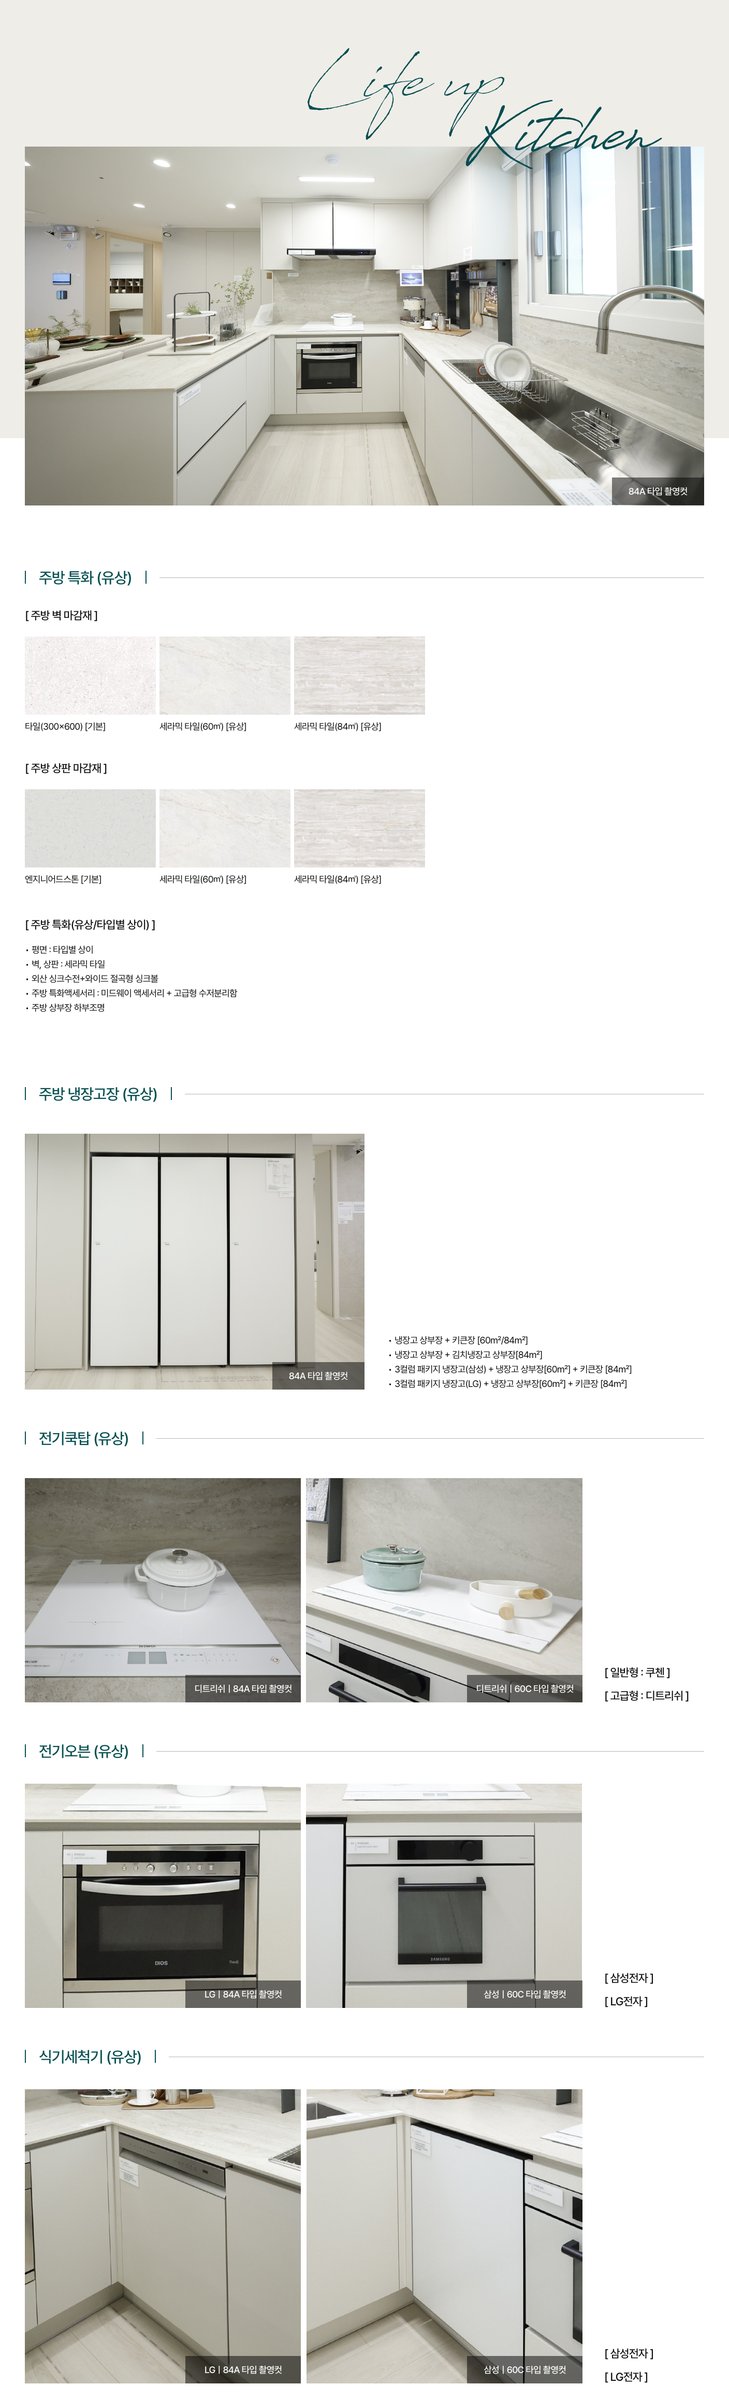 Life up
Kitchen
84A 타입 촬영컷
주방 특화 (유상)
[ 주방 벽 마감재 ]
타일(300×600) [기본]
세라믹 타일(60㎡) [유상]
세라믹 타일(84㎡) [유상]
[ 주방 상판 마감재 ]
엔지니어드스톤 [기본]
세라믹 타일(60㎡) [유상]
세라믹 타일(84㎡) [유상]
[ 주방 특화(유상/타입별 상이) ]
• 평면 : 타입별 상이
• 벽, 상판 : 세라믹 타일
• 외산 싱크수전+와이드 절곡형 싱크볼
• 주방 특화액세서리 : 미드웨이 액세서리 + 고급형 수저분리함
• 주방 상부장 하부조명
주방 냉장고장 (유상)
84A 타입 촬영컷
• 냉장고 상부장 + 키큰장 [60m²/84m²]
• 냉장고 상부장 + 김치냉장고 상부장[84m²]
• 3컬럼 패키지 냉장고(삼성) + 냉장고 상부장[60m²] + 키큰장 [84m²]
• 3컬럼 패키지 냉장고(LG) + 냉장고 상부장[60m²] + 키큰장 [84m²]
전기쿡탑 (유상)
디트리쉬 | 84A 타입 촬영컷
디트리쉬 | 60C 타입 촬영컷
[ 일반형 : 쿠첸 ]
[ 고급형 : 디트리쉬 ]
전기오븐 (유상)
DIOS
SAMSUNG
LG | 84A 타입 촬영컷
삼성 | 60C 타입 촬영컷
[ 삼성전자 ]
[ LG전자 ]
식기세척기 (유상)
LG | 84A 타입 촬영컷
삼성 | 60C 타입 촬영컷
[ 삼성전자 ]
[ LG전자 ]